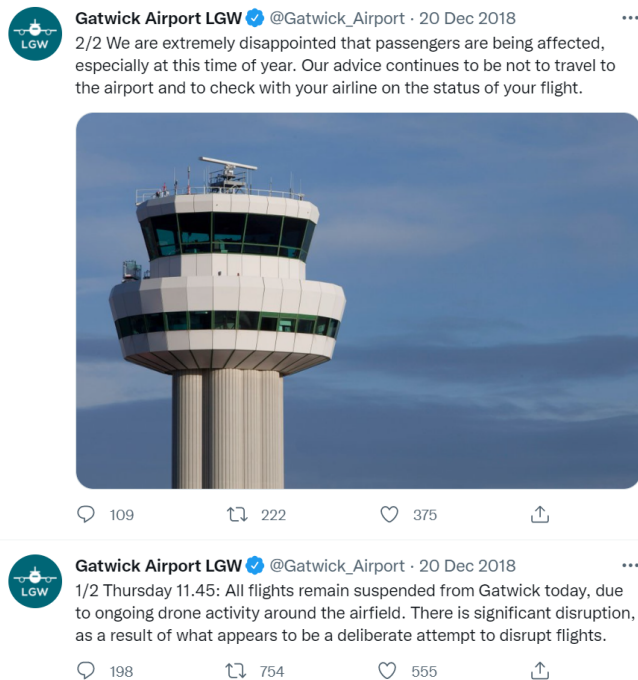 Gatwick Airport LGW @Gatwick_Airport · 20 Dec 2018
LGW
2/2 We are extremely disappointed that passengers are being affected,
especially at this time of year. Our advice continues to be not to travel to
the airport and to check with your airline on the status of your flight.
109 222 375
Gatwick Airport LGW @Gatwick_Airport · 20 Dec 2018
LGW
1/2 Thursday 11.45: All flights remain suspended from Gatwick today, due
to ongoing drone activity around the airfield. There is significant disruption,
as a result of what appears to be a deliberate attempt to disrupt flights.
198 754 555